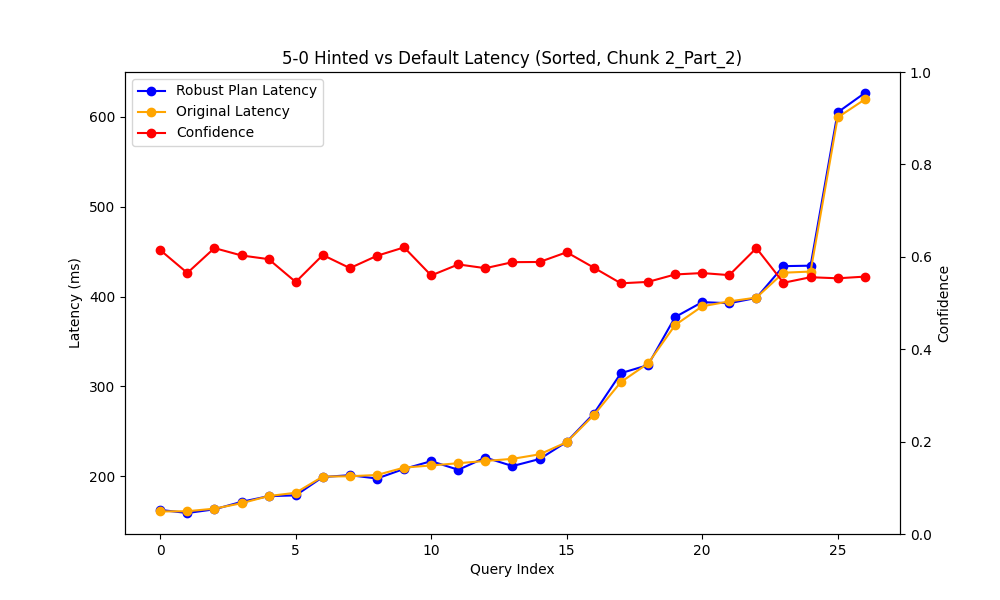 5-0 Hinted vs Default Latency (Sorted, Chunk 2_Part_2)
Robust Plan Latency
Original Latency
Confidence
600
500
400
300
200
Latency (ms)
1.0
0.8
0.6
0.4
0.2
0.0
Confidence
0 5 10 15 20 25
Query Index